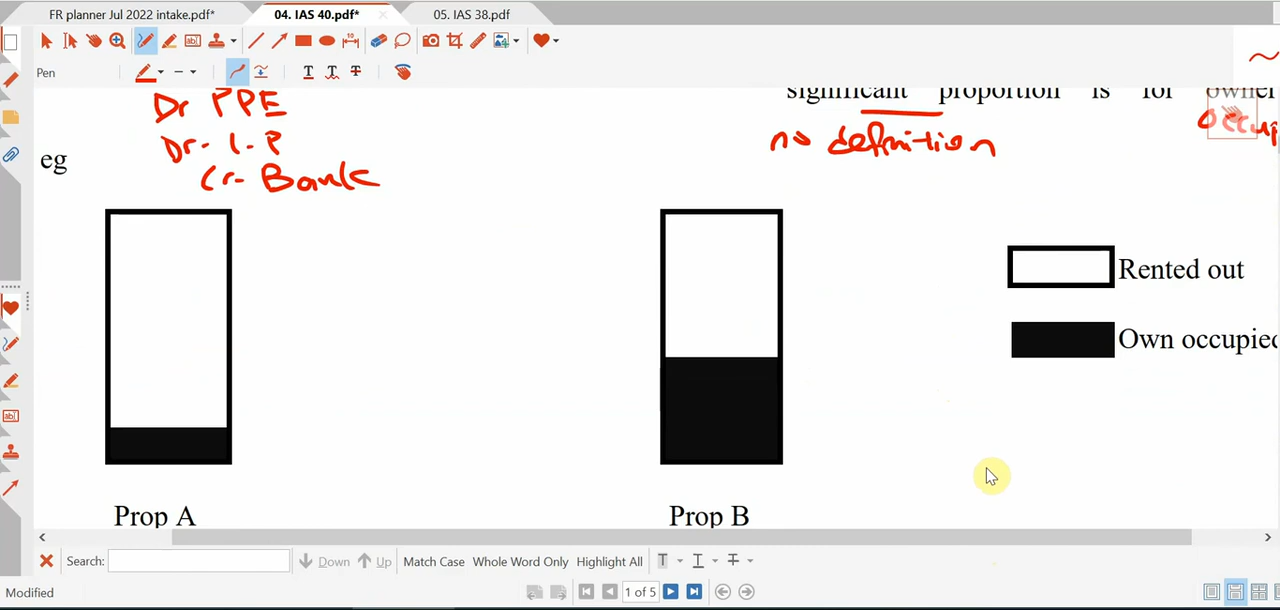 FR planner Jul 2022 intake.pdf* 04. IAS 40.pdf* 05. IAS 38.pdf
Pen
Dr PPE
Dr- I-P
Cr- Bank
significant proportion is for owner
no definition
occup
eg
Rented out
Own occupied
Prop A
Prop B
Search: Down Up Match Case Whole Word Only Highlight All
1 of 5
Modified